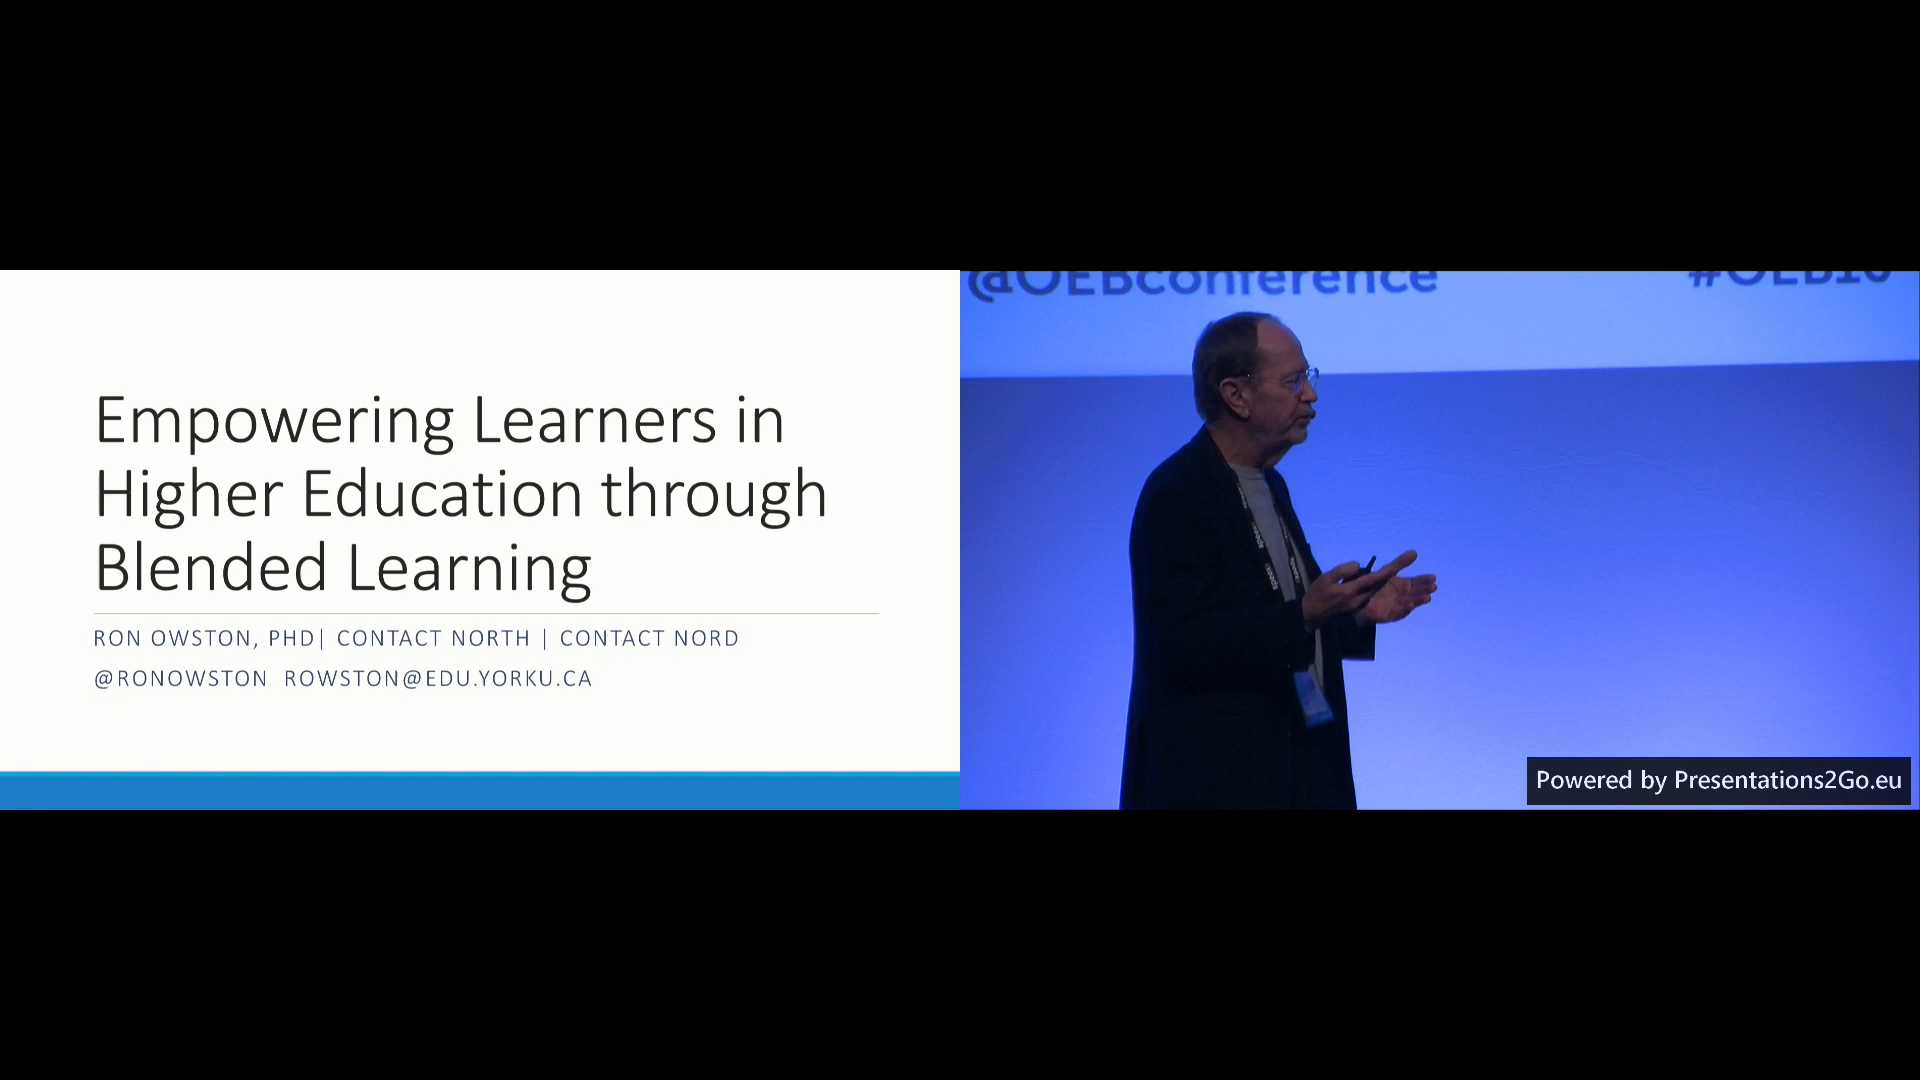 Empowering Learners in
Higher Education through
Blended Learning
RON OWSTON, PHD| CONTACT NORTH | CONTACT NORD
@RONOWSTON ROWSTON@EDU.YORKU.CA
@OEBconference
Powered by Presentations2Go.eu